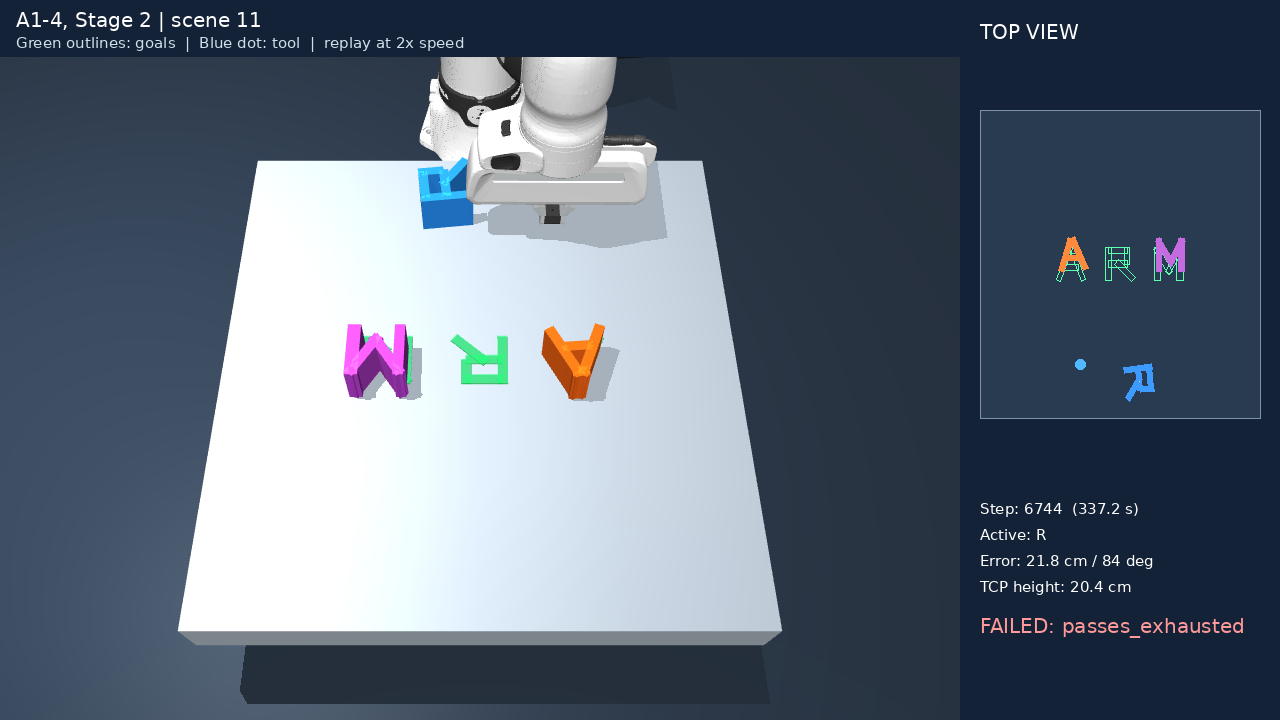 A1-4, Stage 2 | scene 11
Green outlines: goals | Blue dot: tool | replay at 2x speed
TOP VIEW
A R M
R
R
M R A
Step: 6744 (337.2 s)
Active: R
Error: 21.8 cm / 84 deg
TCP height: 20.4 cm
FAILED: passes_exhausted